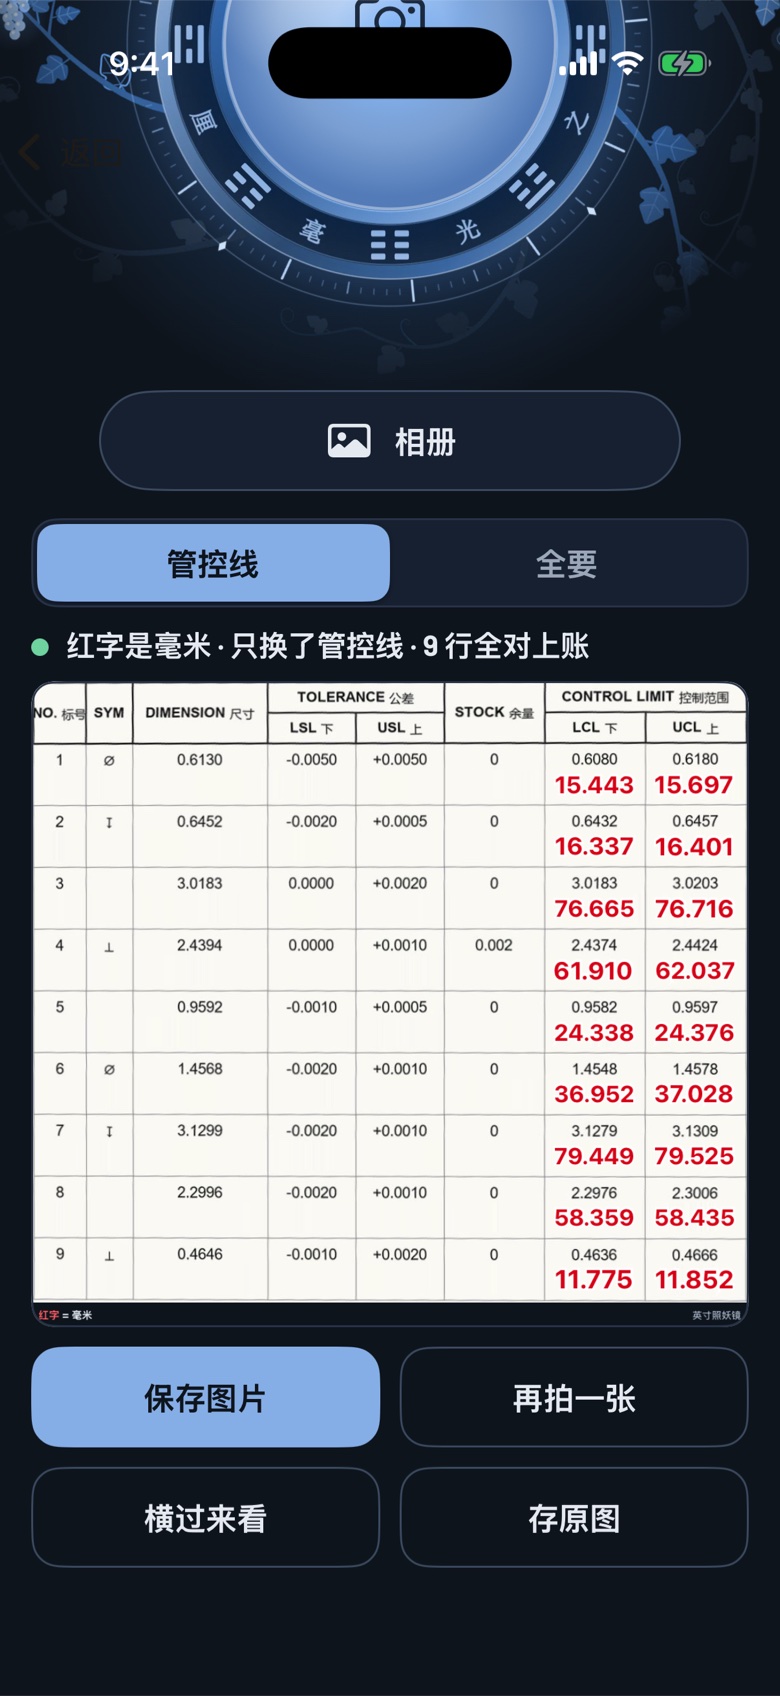 9:41
返回
厘
毫
光
之
相册
管控线
全要
红字是毫米 · 只换了管控线 · 9 行全对上账
NO. 标号 SYM DIMENSION 尺寸 TOLERANCE 公差 STOCK 余量 CONTROL LIMIT 控制范围
LSL 下 USL 上 LCL 下 UCL 上
1 ∅ 0.6130 -0.0050 +0.0050 0 0.6080 0.6180
15.443 15.697
2 I 0.6452 -0.0020 +0.0005 0 0.6432 0.6457
16.337 16.401
3 3.0183 0.0000 +0.0020 0 3.0183 3.0203
76.665 76.716
4 ⊥ 2.4394 0.0000 +0.0010 0.002 2.4374 2.4424
61.910 62.037
5 0.9592 -0.0010 +0.0005 0 0.9582 0.9597
24.338 24.376
6 ∅ 1.4568 -0.0020 +0.0010 0 1.4548 1.4578
36.952 37.028
7 I 3.1299 -0.0020 +0.0010 0 3.1279 3.1309
79.449 79.525
8 2.2996 -0.0020 +0.0010 0 2.2976 2.3006
58.359 58.435
9 ⊥ 0.4646 -0.0010 +0.0020 0 0.4636 0.4666
11.775 11.852
红字 = 毫米
英寸照妖镜
保存图片
再拍一张
横过来看
存原图